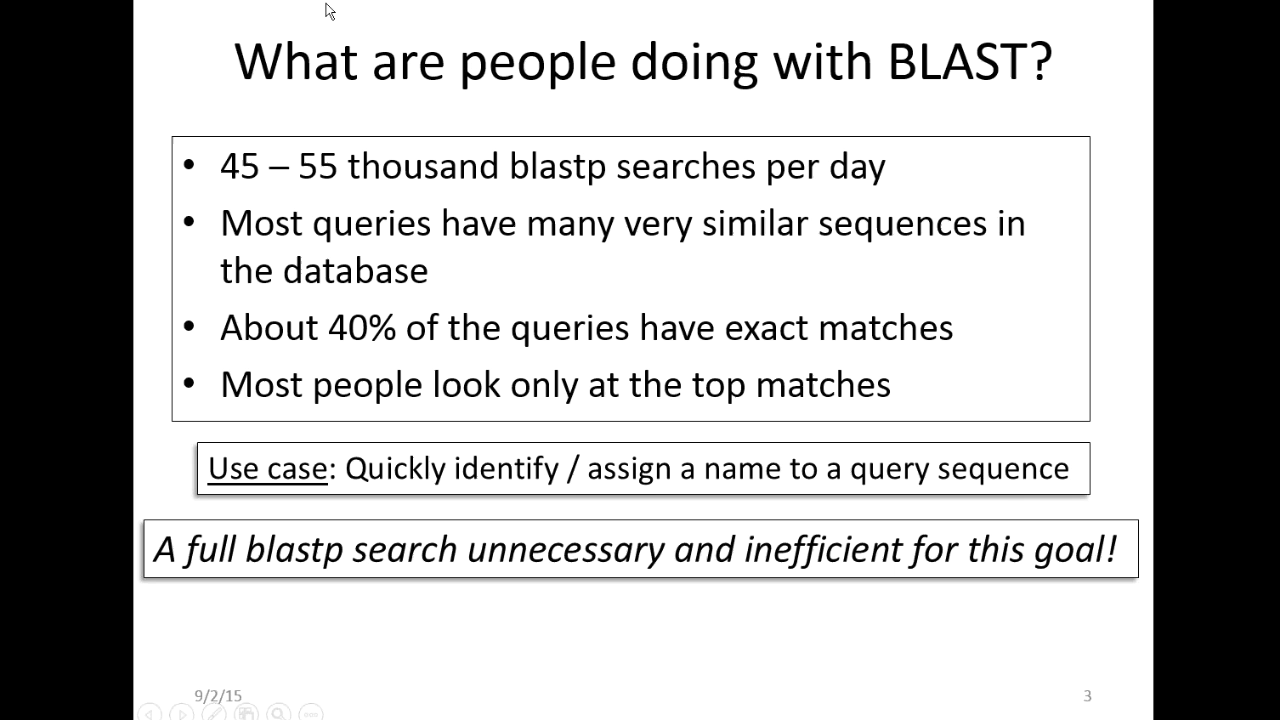 What are people doing with BLAST?
• 45 – 55 thousand blastp searches per day
• Most queries have many very similar sequences in
the database
• About 40% of the queries have exact matches
• Most people look only at the top matches
Use case: Quickly identify / assign a name to a query sequence
A full blastp search unnecessary and inefficient for this goal!
9/2/15
3